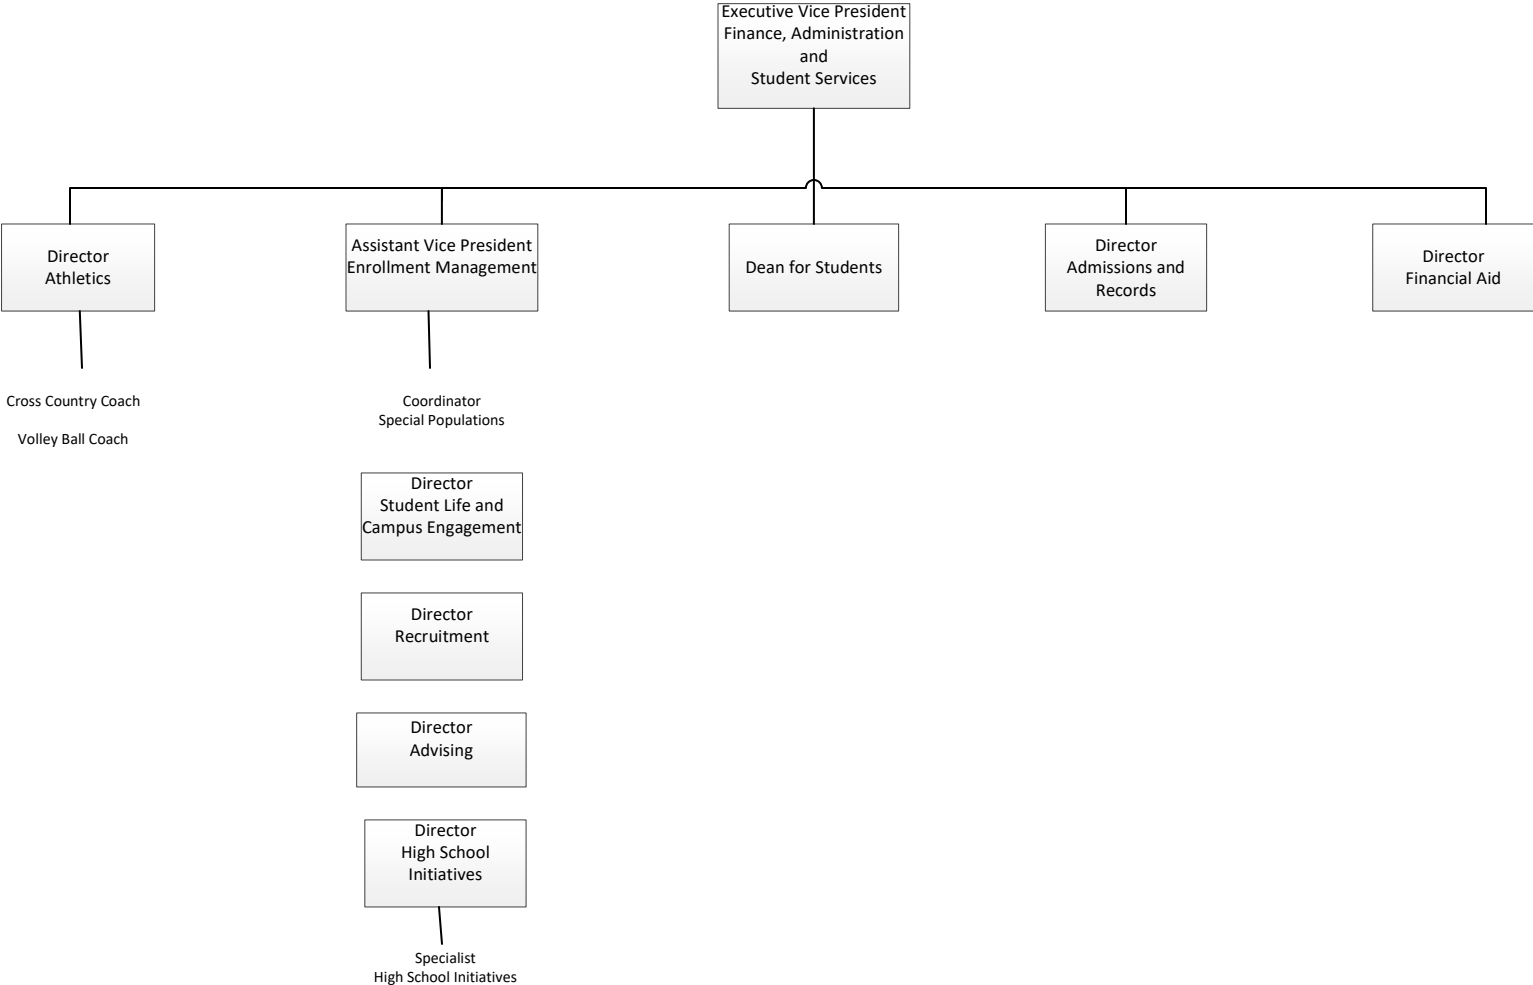 Executive Vice President
Finance, Administration
and
Student Services
Director
Athletics
Assistant Vice President
Enrollment Management
Dean for Students
Director
Admissions and
Records
Director
Financial Aid
Cross Country Coach
Volley Ball Coach
Coordinator
Special Populations
Director
Student Life and
Campus Engagement
Director
Recruitment
Director
Advising
Director
High School
Initiatives
Specialist
High School Initiatives